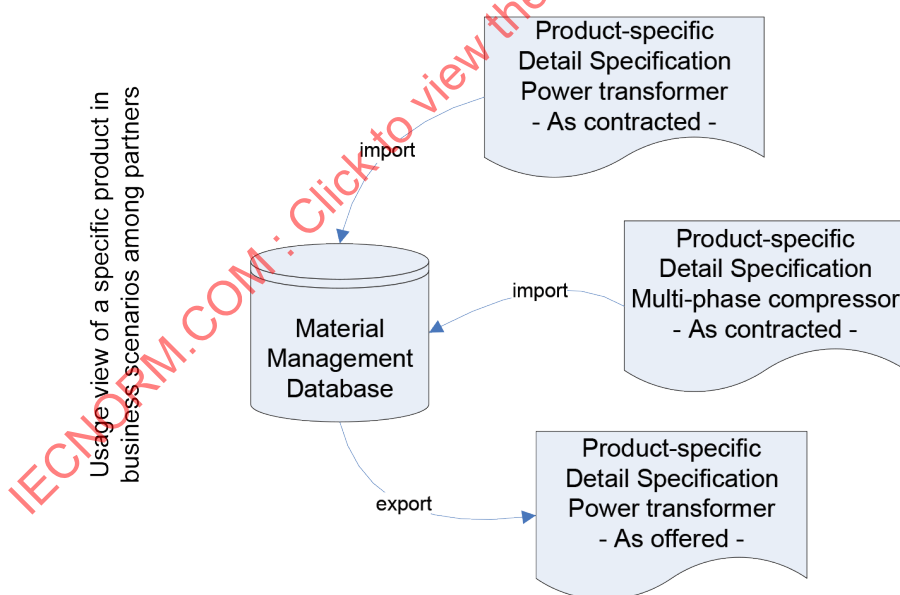 Product-specific
Detail Specification
Power transformer
- As contracted -
import
Usage view of a specific product in
business scenarios among partners
Product-specific
Detail Specification
Multi-phase compressor
- As contracted -
import
Material
Management
Database
Product-specific
Detail Specification
Power transformer
- As offered -
export
IECNORM.COM : Click to view the